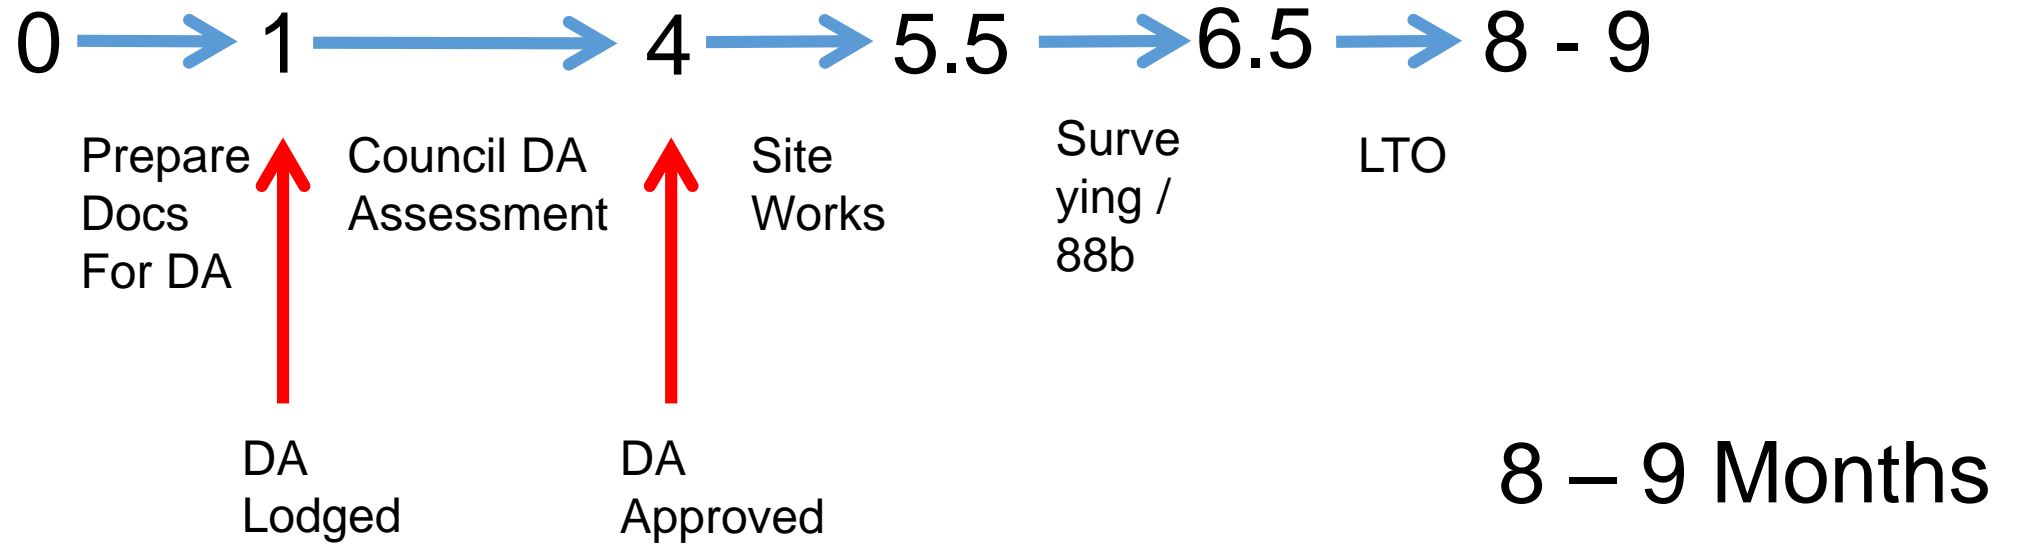 0 1 4 5.5 6.5 8 - 9
Prepare
Docs
For DA
Council DA
Assessment
Site
Works
Surve
ying /
88b
LTO
DA
Lodged
DA
Approved
8 – 9 Months